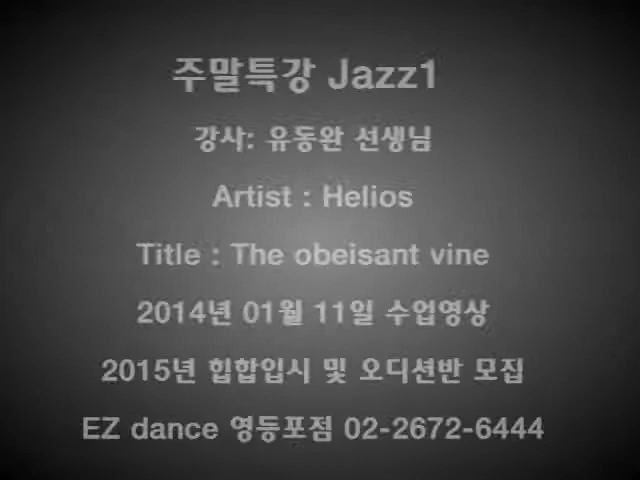 주말특강 Jazz1
강사: 유동완 선생님
Artist : Helios
Title : The obeisant vine
2014년 01월 11일 수업영상
2015년 힙합입시 및 오디션반 모집
EZ dance 영등포점 02-2672-6444